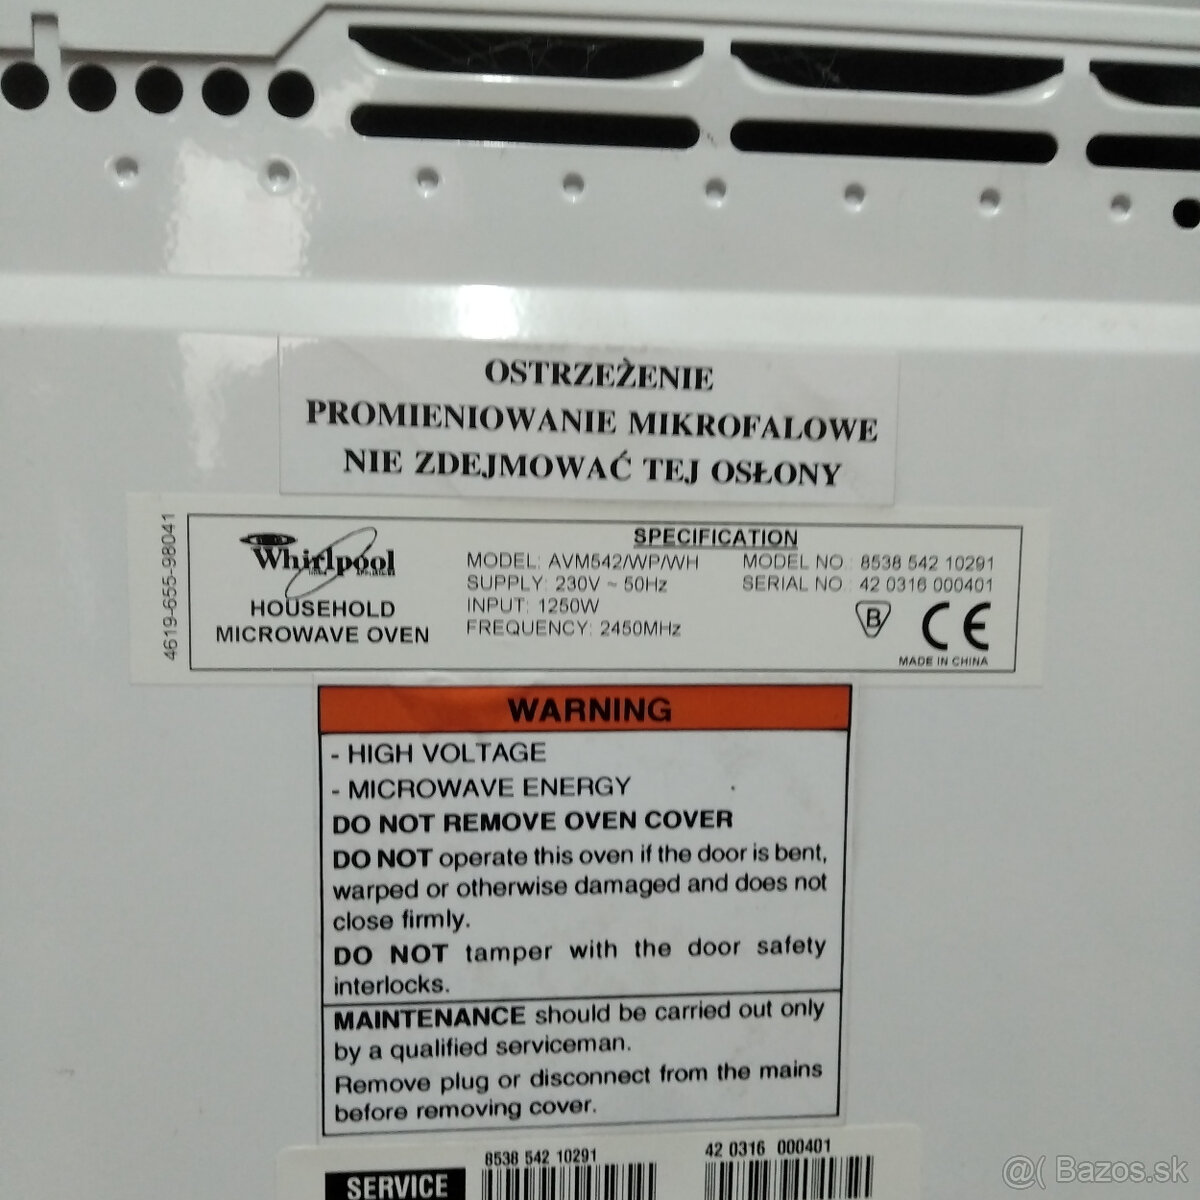 OSTRZEŻENIE
PROMIENIOWANIE MIKROFALOWE
NIE ZDEJMOWAĆ TEJ OSŁONY
4619-655-98041
Whirlpool
HOUSEHOLD
MICROWAVE OVEN
SPECIFICATION
MODEL: AVM542/WP/WH
SUPPLY: 230V ~ 50Hz
INPUT: 1250W
FREQUENCY: 2450MHz
MODEL NO.: 8538 542 10291
SERIAL NO.: 42 0316 000401
B CE
MADE IN CHINA
WARNING
- HIGH VOLTAGE
- MICROWAVE ENERGY
DO NOT REMOVE OVEN COVER
DO NOT operate this oven if the door is bent,
warped or otherwise damaged and does not
close firmly.
DO NOT tamper with the door safety
interlocks.
MAINTENANCE should be carried out only
by a qualified serviceman.
Remove plug or disconnect from the mains
before removing cover.
8538 542 10291
42 0316 000401
SERVICE
@( Bazos.sk